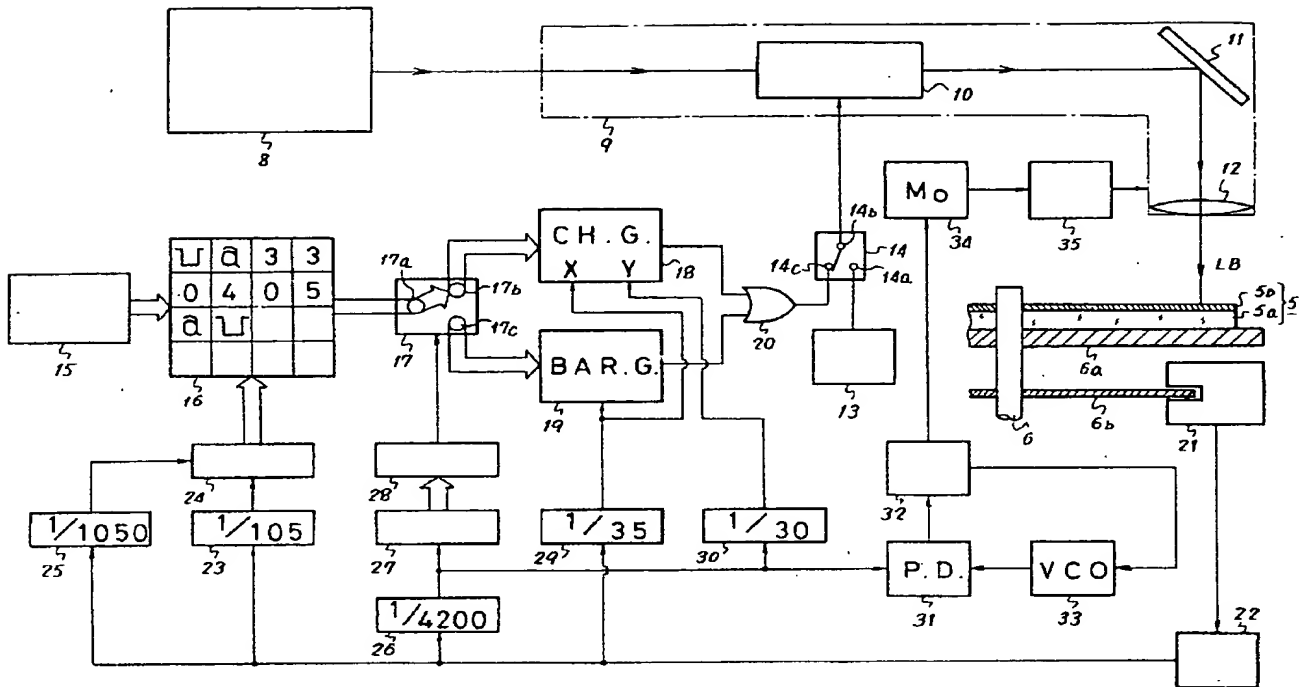 11
10
8
9
12
Mo
14b
34
35
CH.G.
14
17a
X Y
18
14c
14a
LB
⊔ a 3 3
17b
5b
0 4 0 5
5a
5
a ⊔
17c
20
17
BAR.G.
6a
15
16
19
13
6b
6
21
24
28
32
1/1050
1/105
1/35
1/30
25
23
27
29
30
P.D.
VCO
22
1/4200
31
33
26